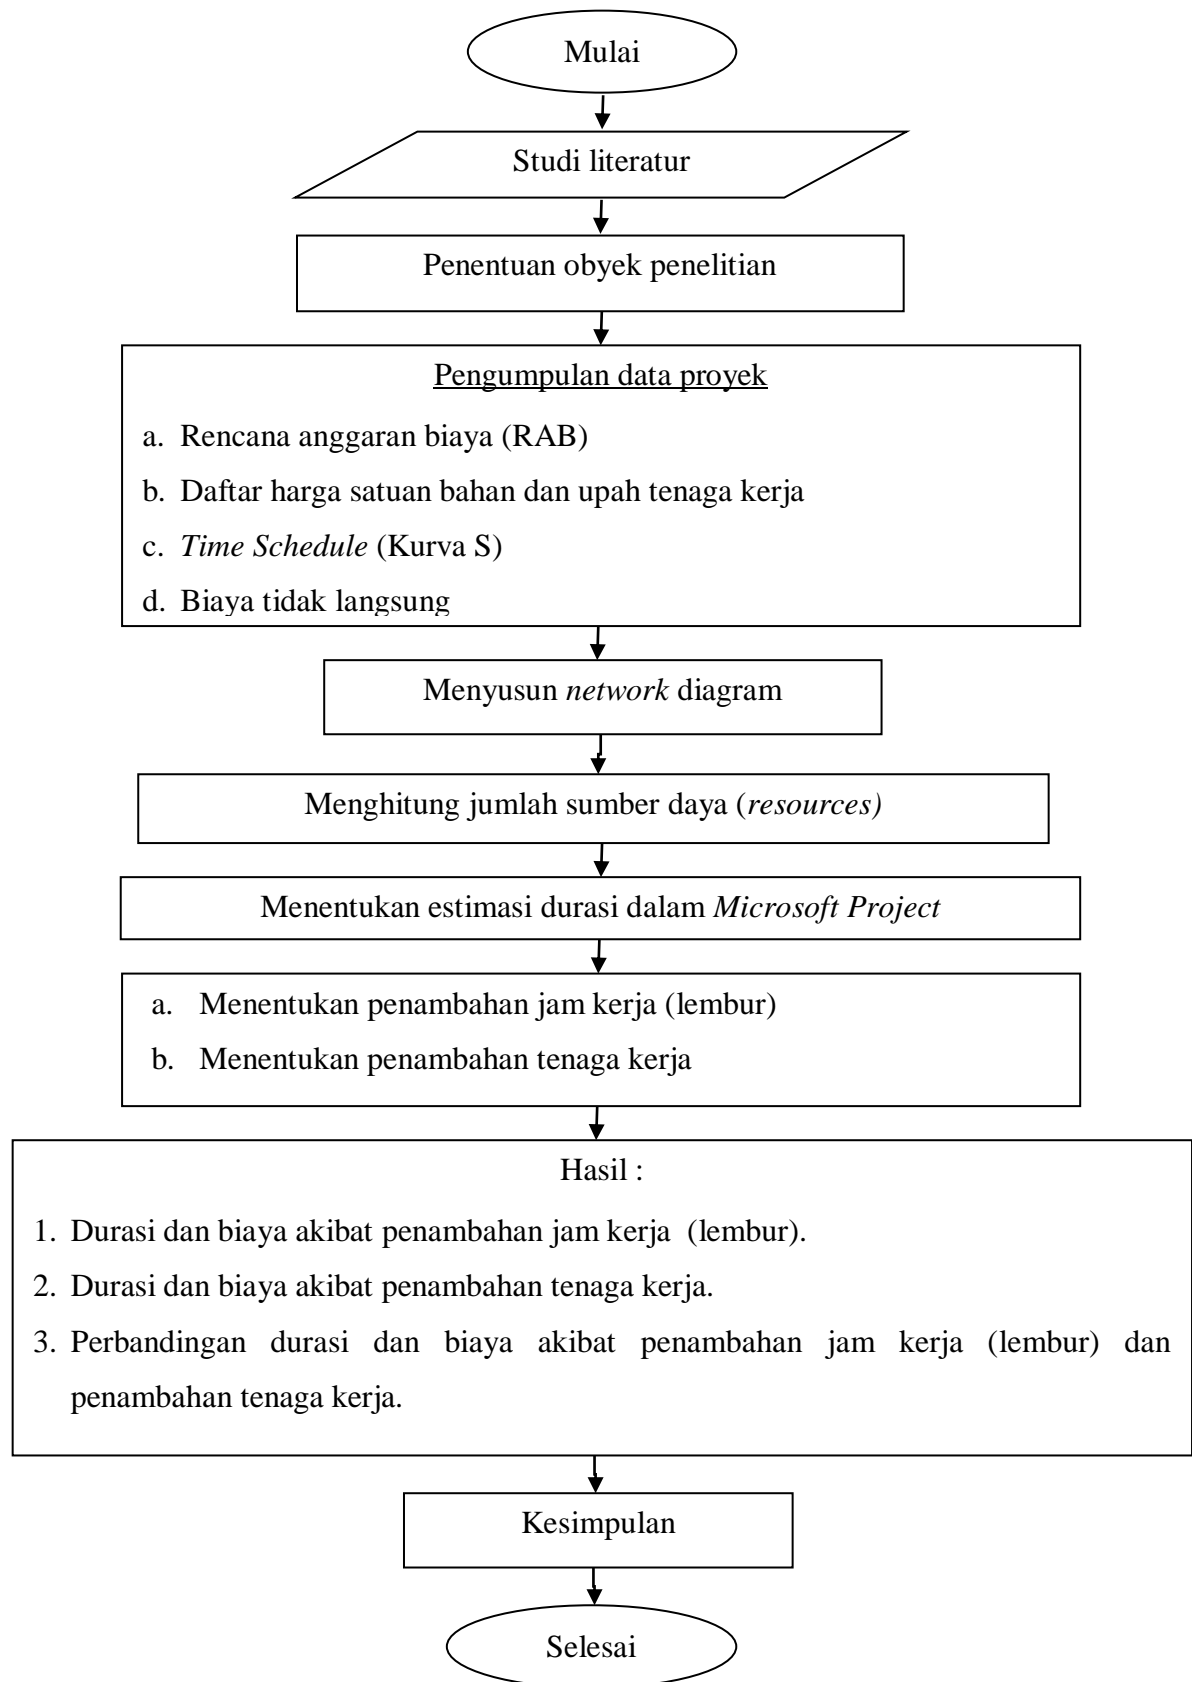 Mulai
Studi literatur
Penentuan obyek penelitian
Pengumpulan data proyek
a. Rencana anggaran biaya (RAB)
b. Daftar harga satuan bahan dan upah tenaga kerja
c. Time Schedule (Kurva S)
d. Biaya tidak langsung
Menyusun network diagram
Menghitung jumlah sumber daya (resources)
Menentukan estimasi durasi dalam Microsoft Project
a. Menentukan penambahan jam kerja (lembur)
b. Menentukan penambahan tenaga kerja
Hasil :
1. Durasi dan biaya akibat penambahan jam kerja (lembur).
2. Durasi dan biaya akibat penambahan tenaga kerja.
3. Perbandingan durasi dan biaya akibat penambahan jam kerja (lembur) dan
penambahan tenaga kerja.
Kesimpulan
Selesai